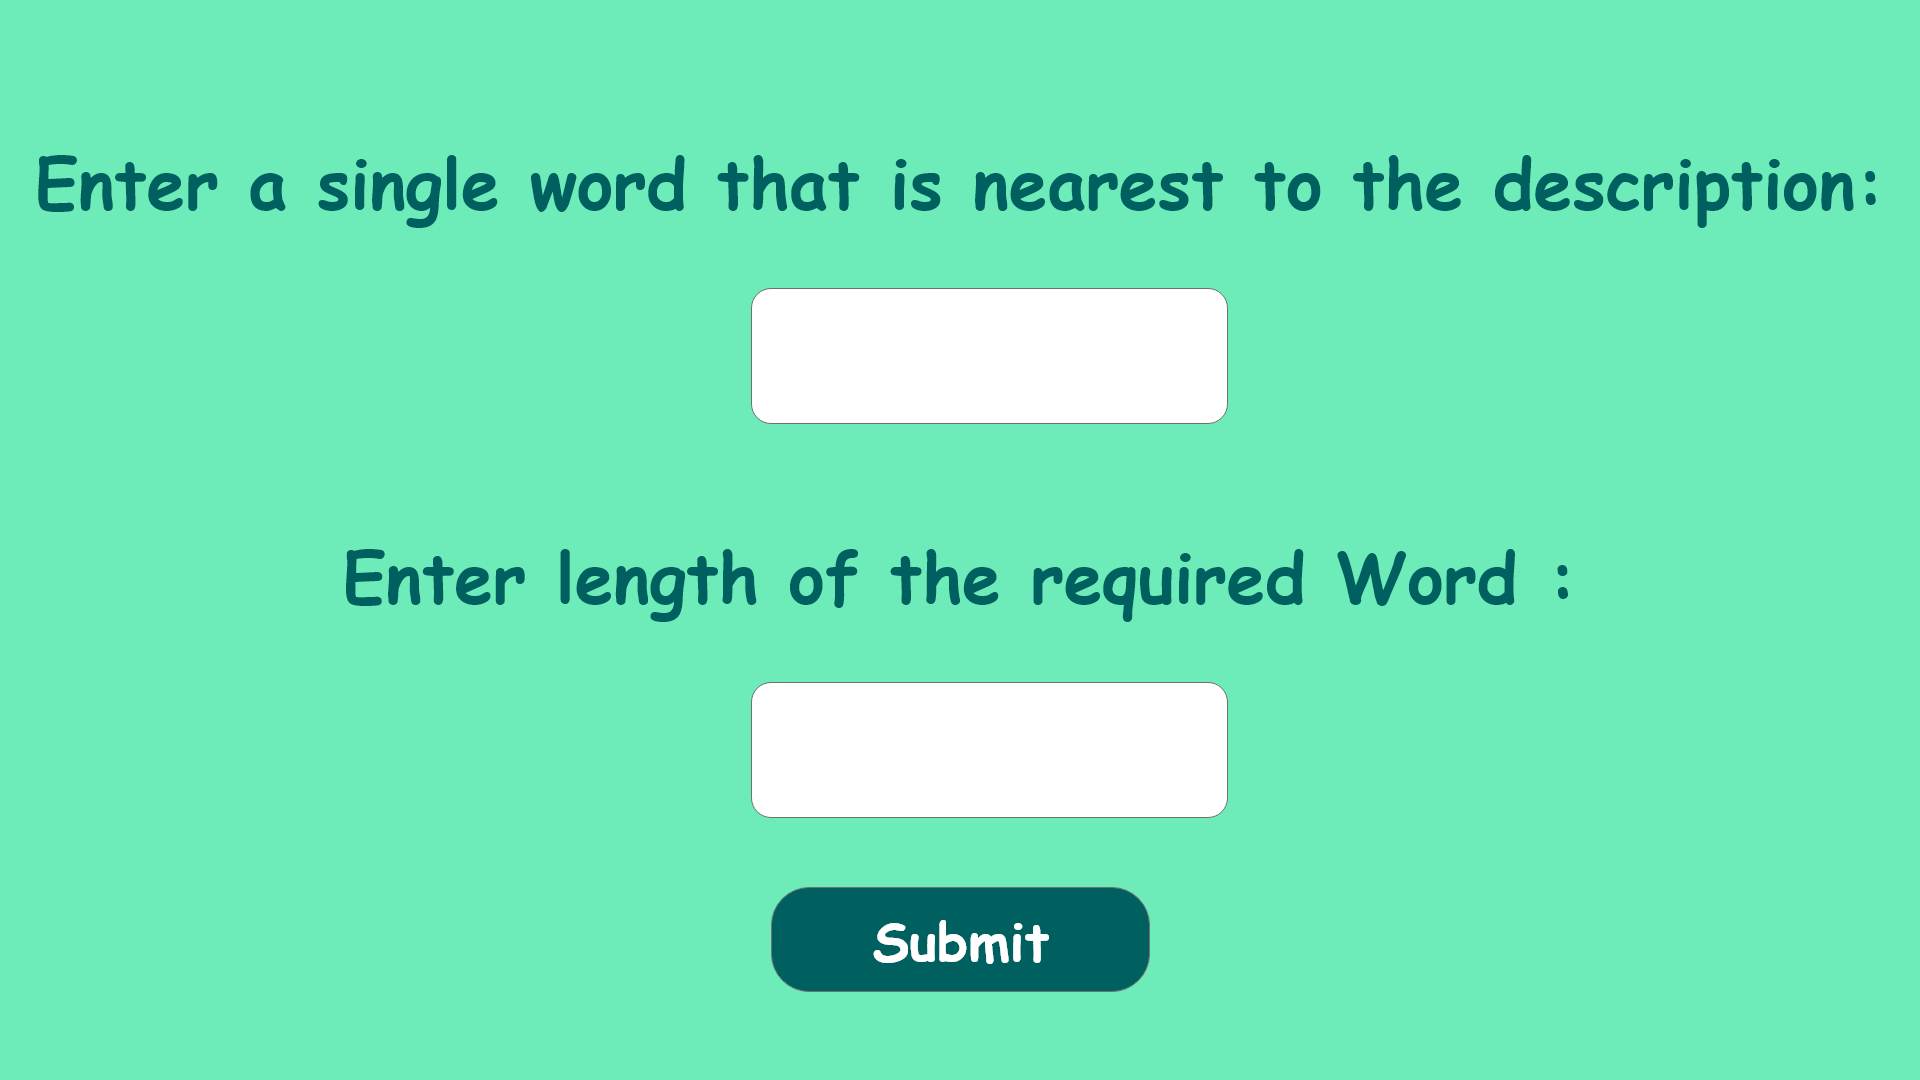 Enter a single word that is nearest to the description:
Enter length of the required Word :
Submit